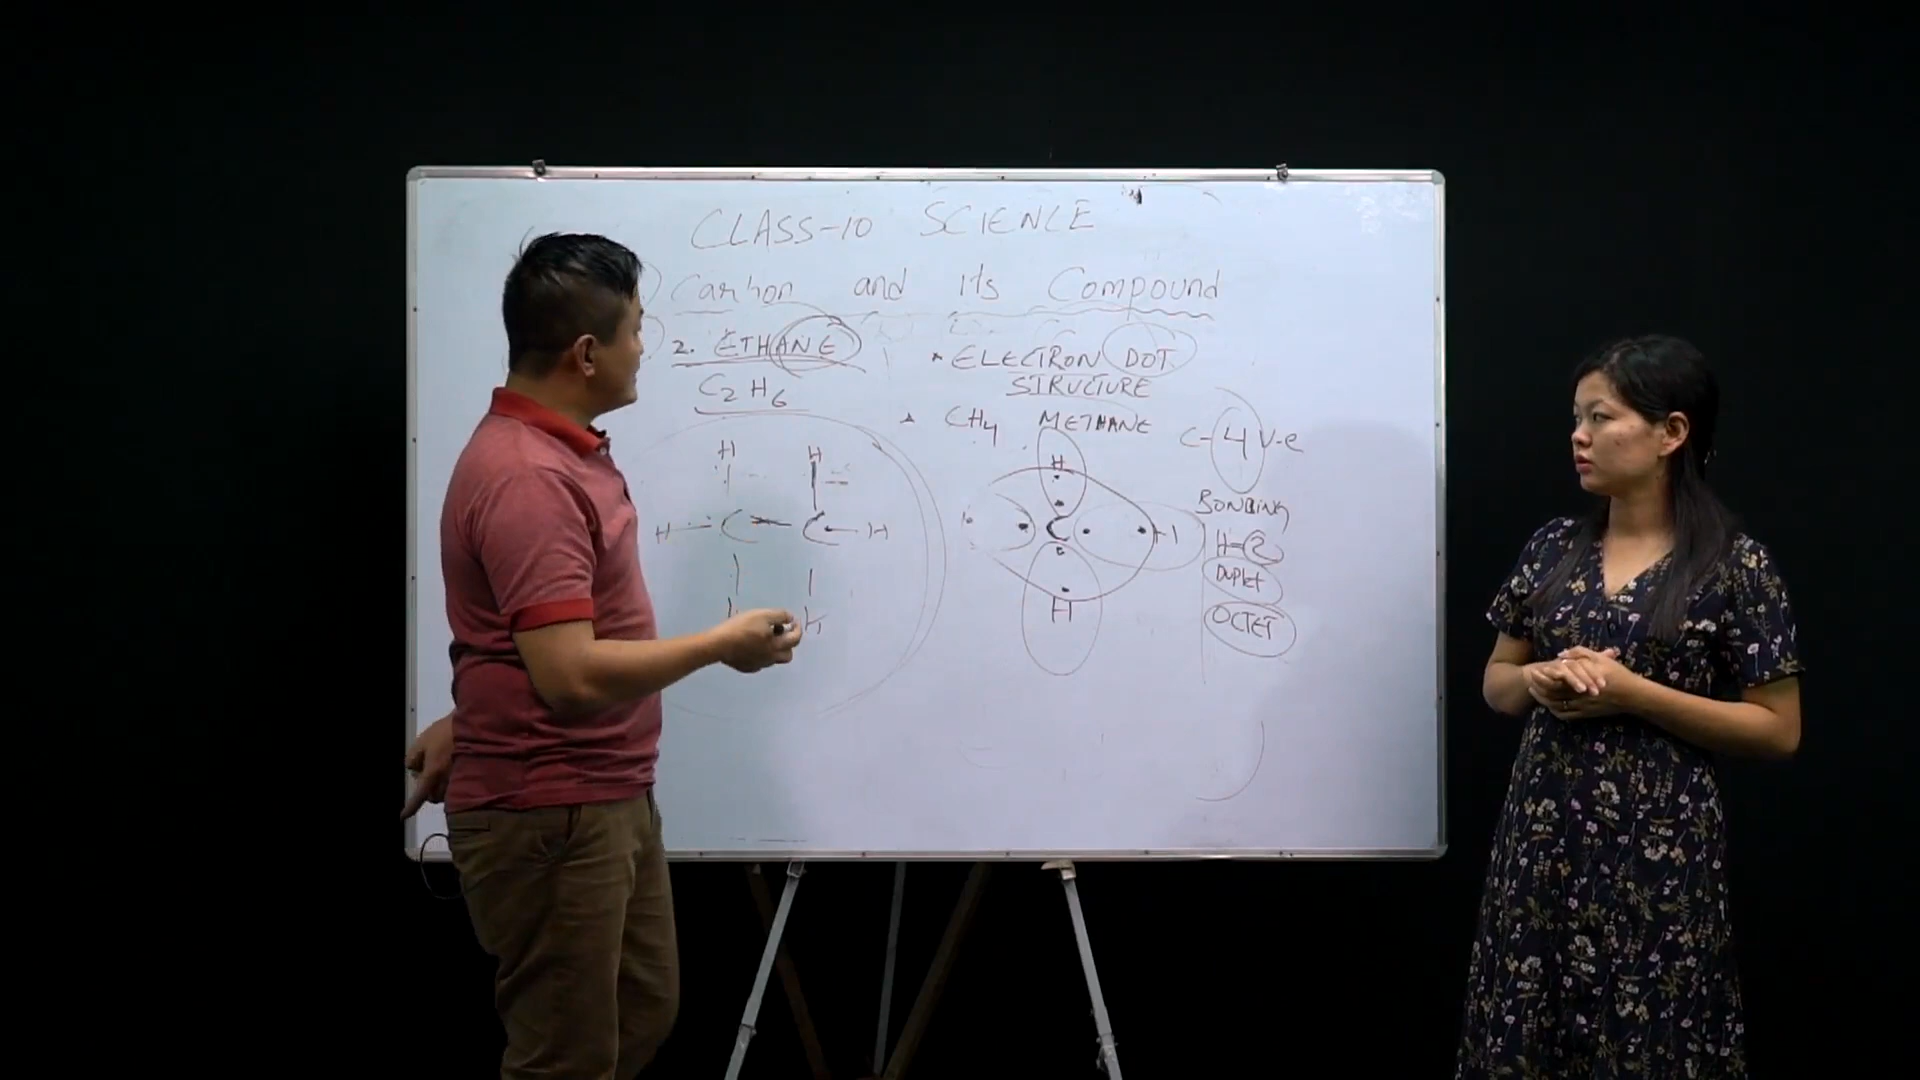 CLASS-10 SCIENCE
Carbon and its Compound
2. ETHANE
C2H6
H H
H C C H
H H
• ELECTRON DOT
STRUCTURE
CH4 METHANE
C-4V-e
H
C H
H
BONDING
H-2
Duplet
OCTET